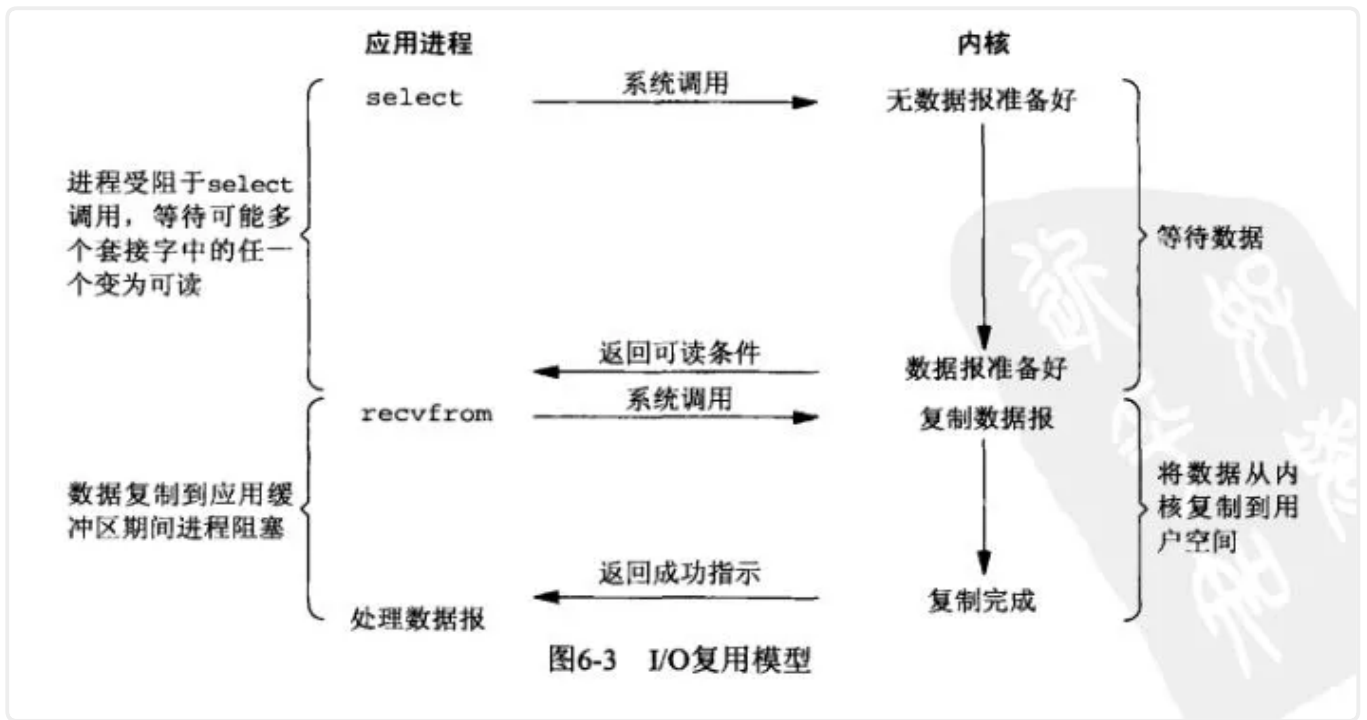 应用进程
内核
select
系统调用
无数据报准备好
进程受阻于select
调用，等待可能多
个套接字中的任一
个变为可读
等待数据
返回可读条件
数据报准备好
recvfrom
系统调用
复制数据报
数据复制到应用缓
冲区期间进程阻塞
将数据从内
核复制到用
户空间
返回成功指示
复制完成
处理数据报
图6-3 I/O复用模型